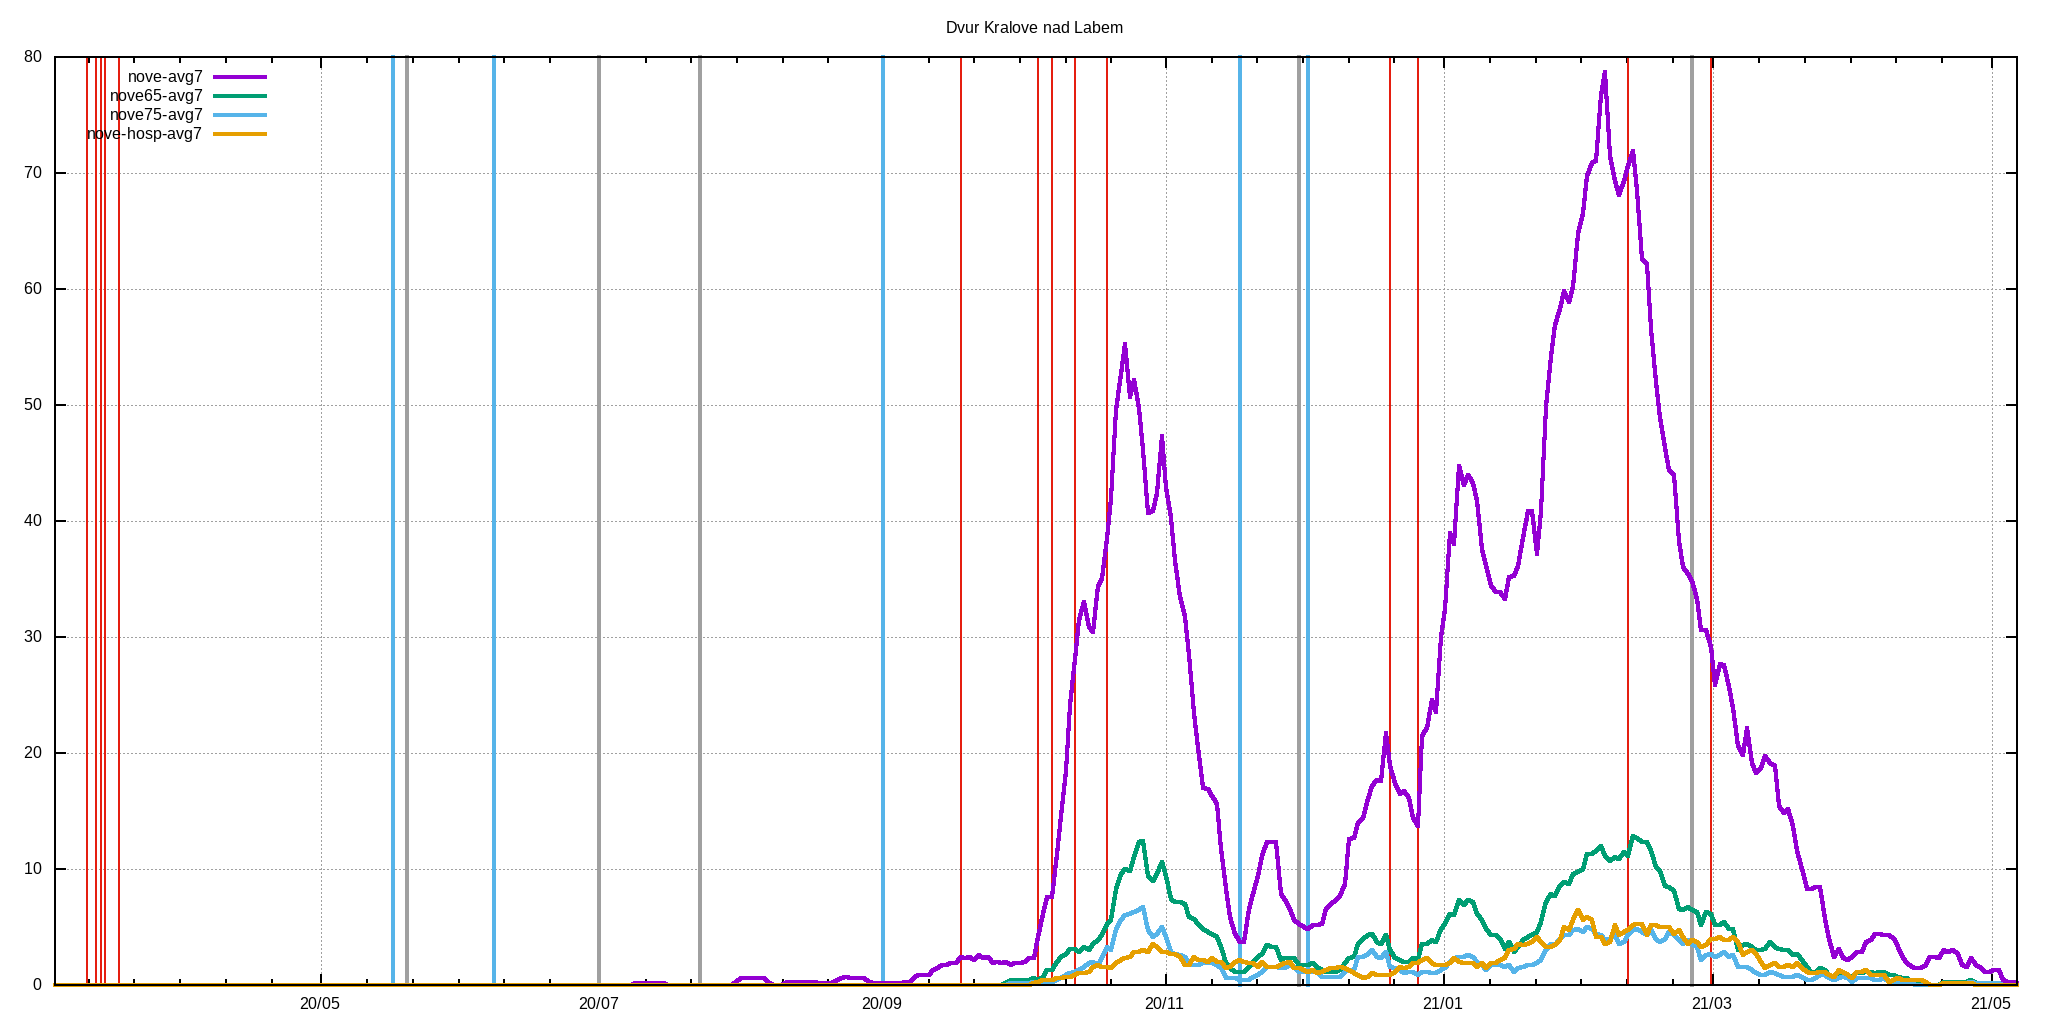 Dvur Kralove nad Labem
80
70
60
50
40
30
20
10
0
nove-avg7
nove65-avg7
nove75-avg7
nove-hosp-avg7
20/05 20/07 20/09 20/11 21/01 21/03 21/05